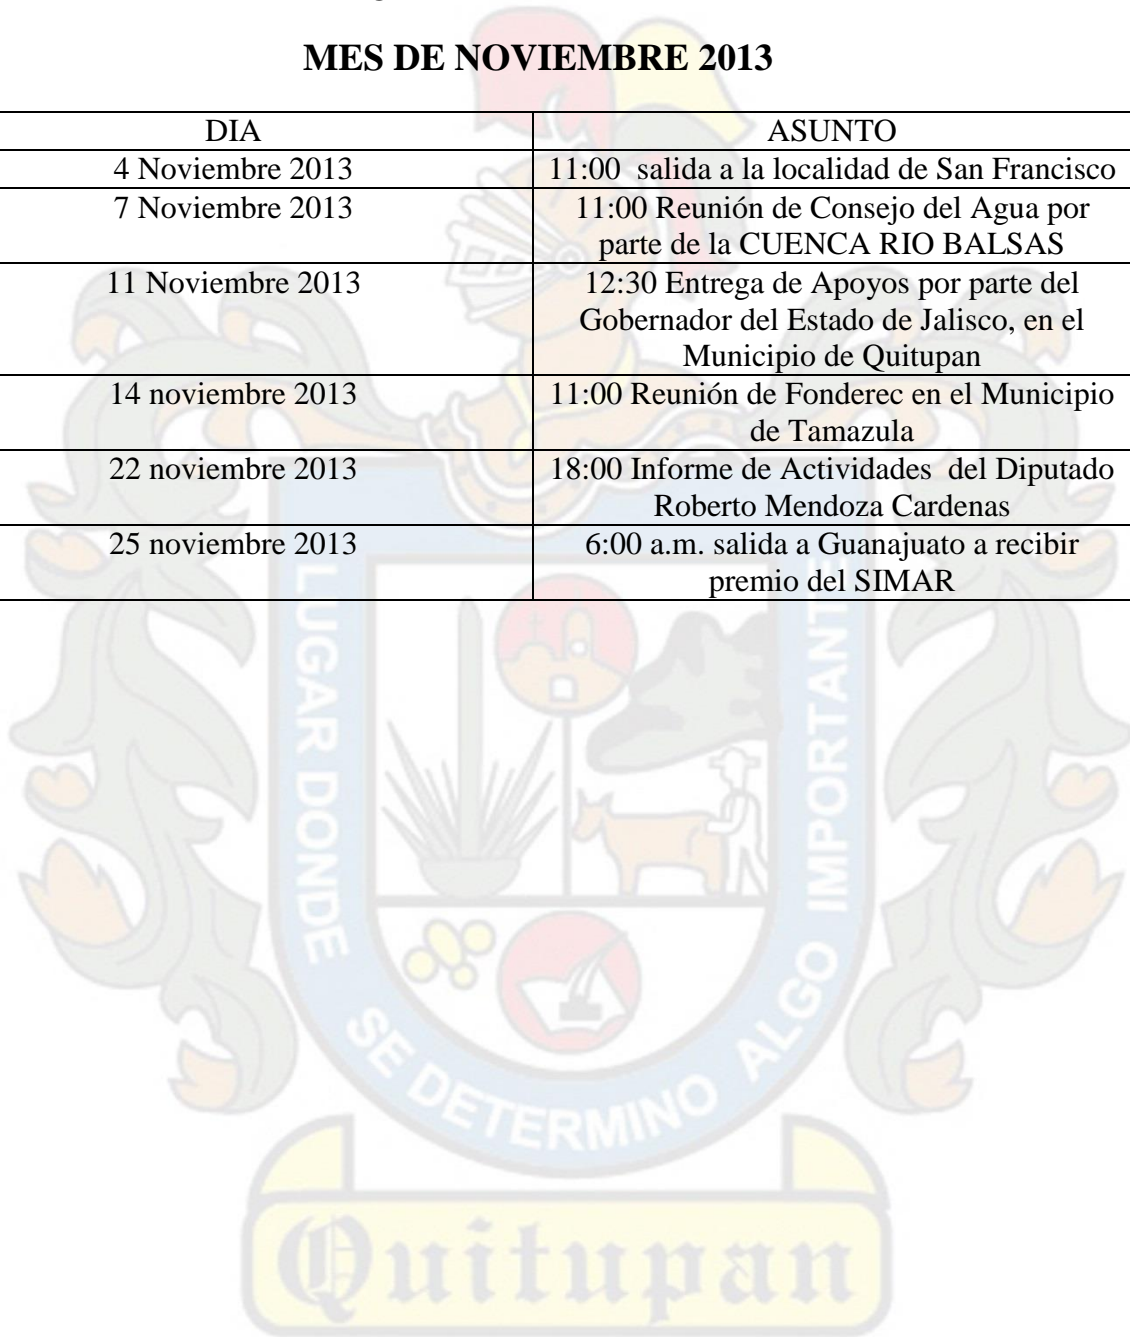 MES DE NOVIEMBRE 2013
DIA ASUNTO
4 Noviembre 2013 11:00 salida a la localidad de San Francisco
7 Noviembre 2013 11:00 Reunión de Consejo del Agua por
parte de la CUENCA RIO BALSAS
11 Noviembre 2013 12:30 Entrega de Apoyos por parte del
Gobernador del Estado de Jalisco, en el
Municipio de Quitupan
14 noviembre 2013 11:00 Reunión de Fonderec en el Municipio
de Tamazula
22 noviembre 2013 18:00 Informe de Actividades del Diputado
Roberto Mendoza Cardenas
25 noviembre 2013 6:00 a.m. salida a Guanajuato a recibir
premio del SIMAR
LUGAR DONDE SE DETERMINO ALGO IMPORTANTE
Quitupan